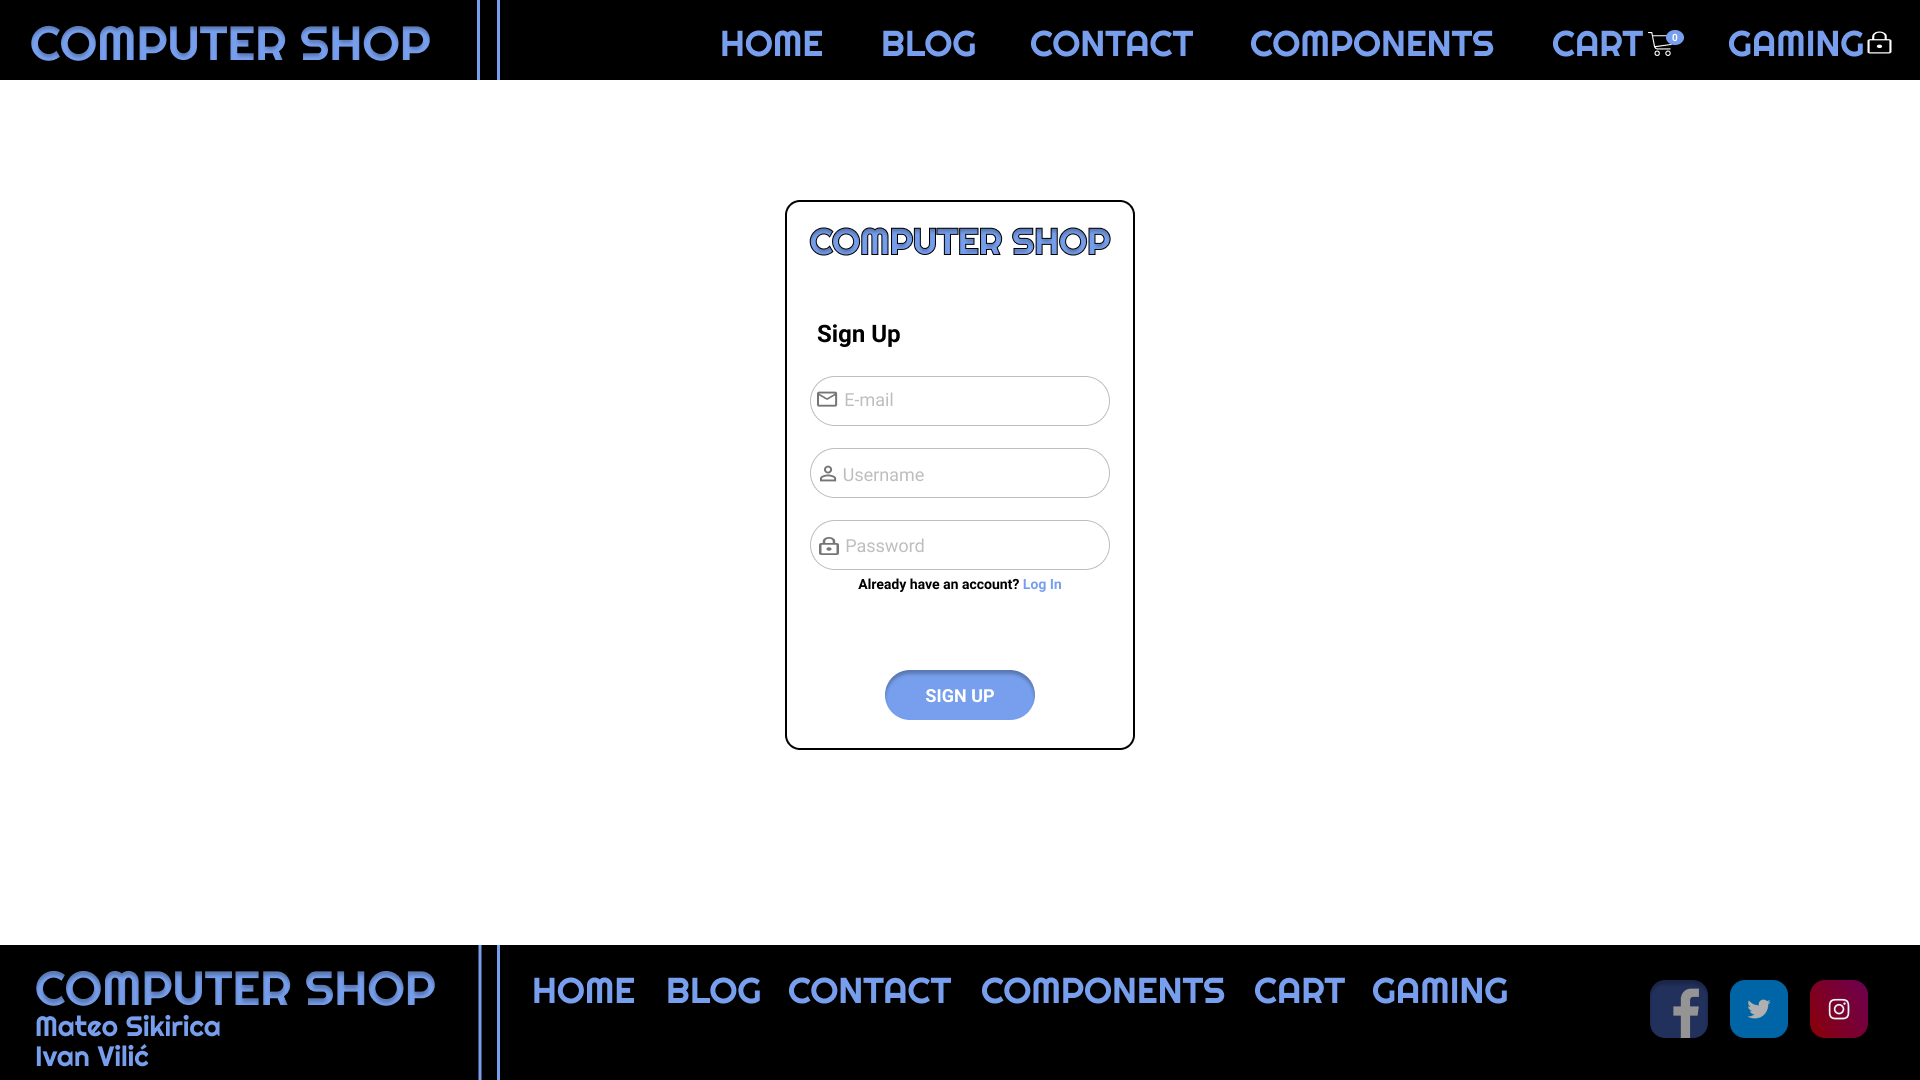 COMPUTER SHOP
HOME BLOG CONTACT COMPONENTS CART 0 GAMING
COMPUTER SHOP
Sign Up
E-mail
Username
Password
Already have an account? Log In
SIGN UP
COMPUTER SHOP
Mateo Sikirica
Ivan Vilić
HOME BLOG CONTACT COMPONENTS CART GAMING
f